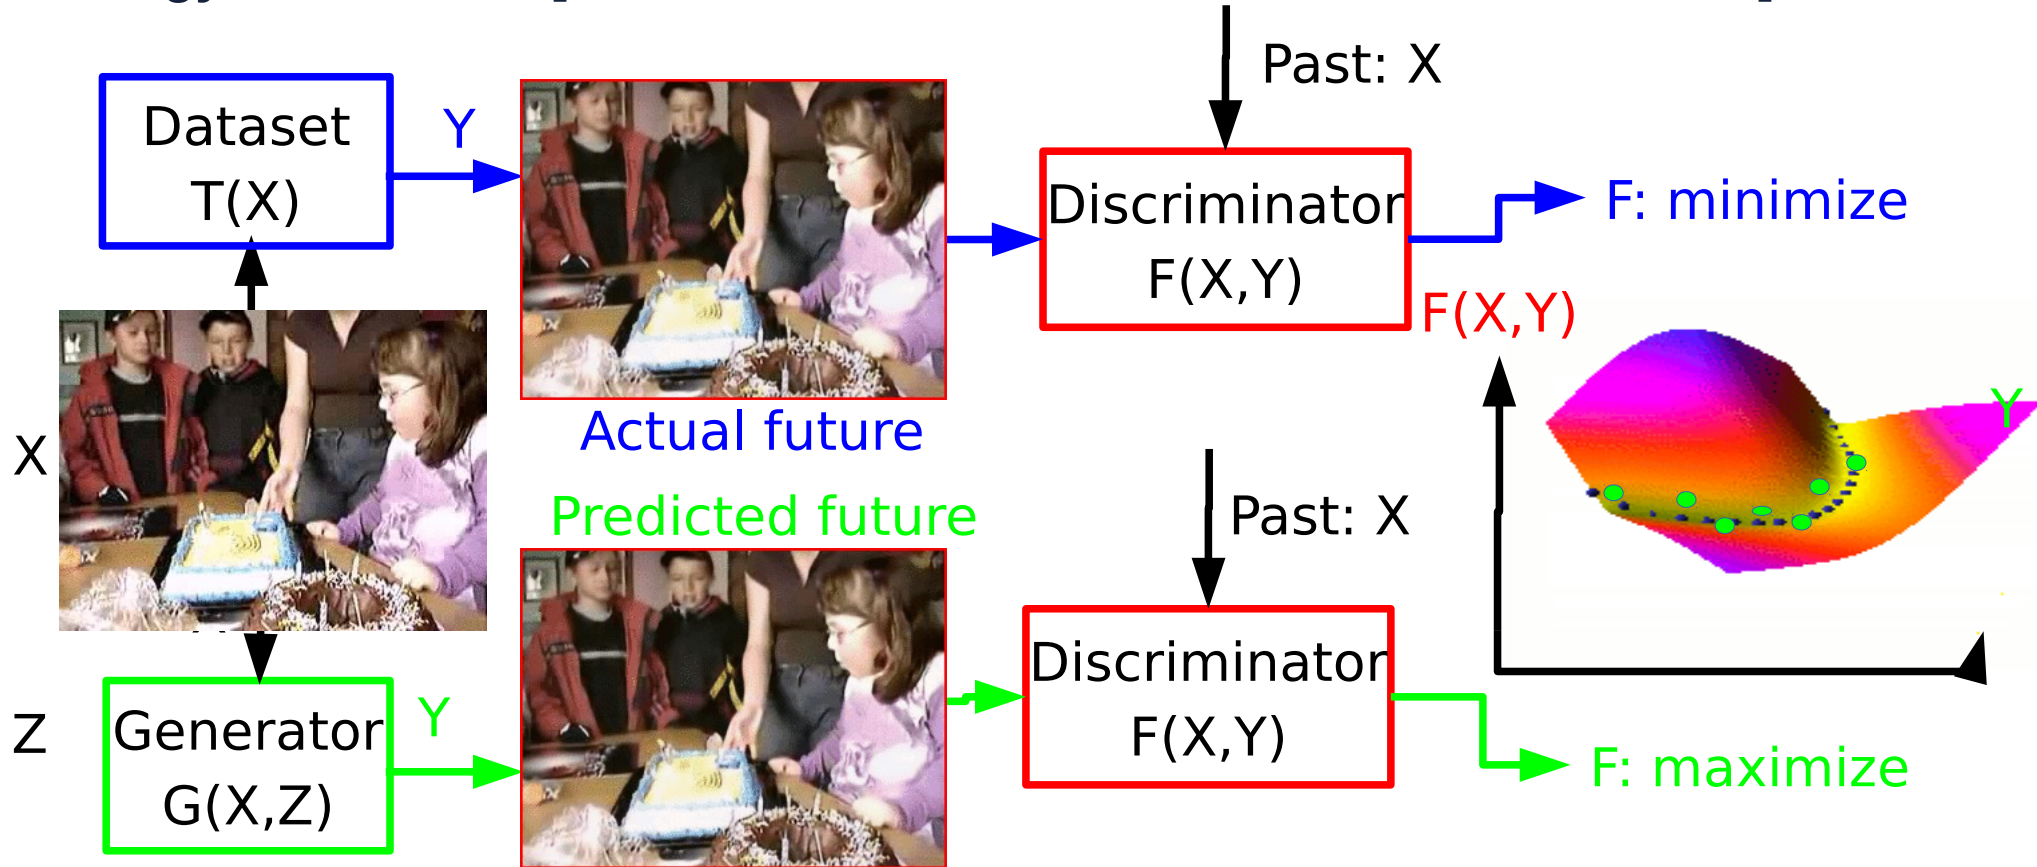 Past: X
Dataset
T(X)
Y
Discriminator
F(X,Y)
F: minimize
F(X,Y)
Y
Actual future
X
Predicted future
Past: X
Discriminator
F(X,Y)
Z
Generator
G(X,Z)
Y
F: maximize